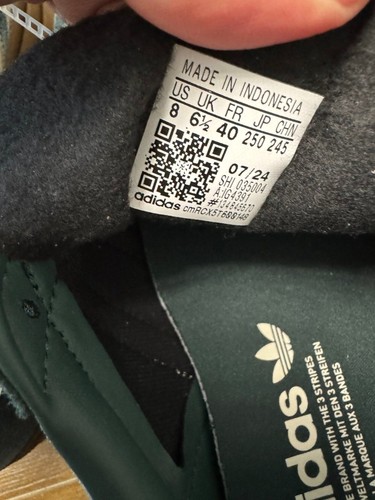 MADE IN INDONESIA
US UK FR JP CHN
8 6½ 40 250 245
07/24
SHI 035004
A:IG4391
adidas
adidas
BRAND WITH THE 3 STRIPES
MARKE MIT DEN 3 STREIFEN
MARQUE AUX 3 BANDES